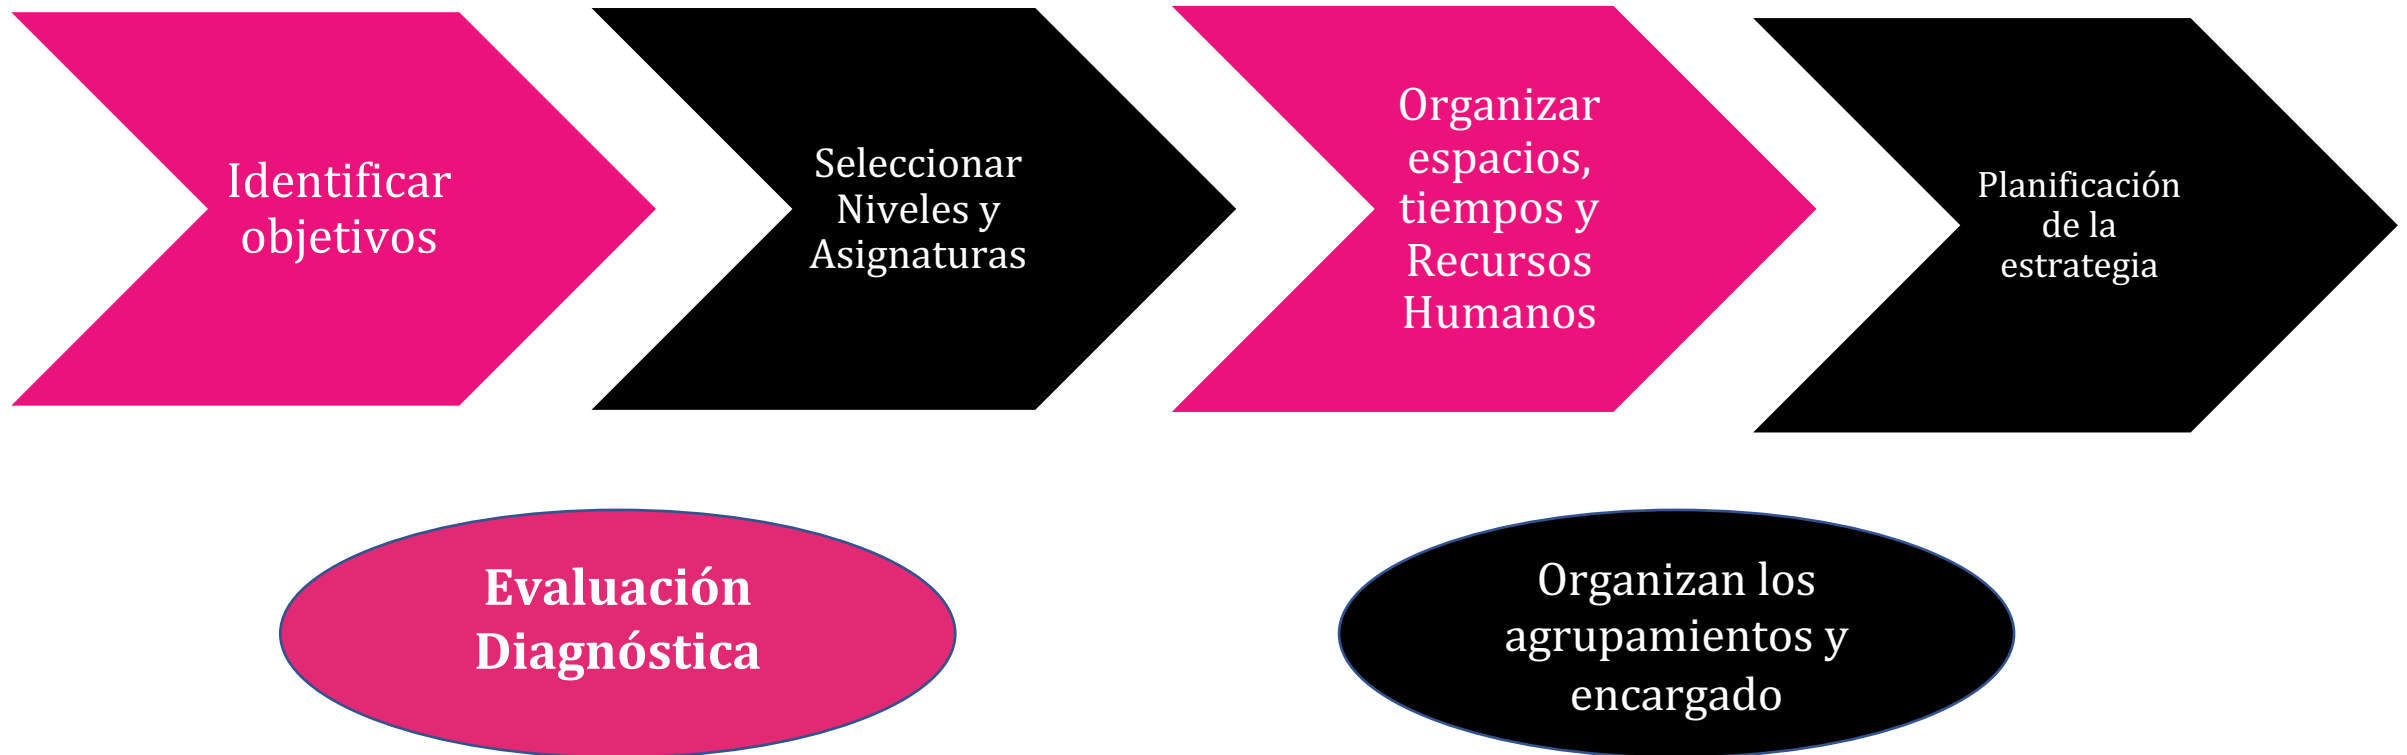 Identificar
objetivos
Seleccionar
Niveles y
Asignaturas
Organizar
espacios,
tiempos y
Recursos
Humanos
Planificación
de la
estrategia
Evaluación
Diagnóstica
Organizan los
agrupamientos y
encargado